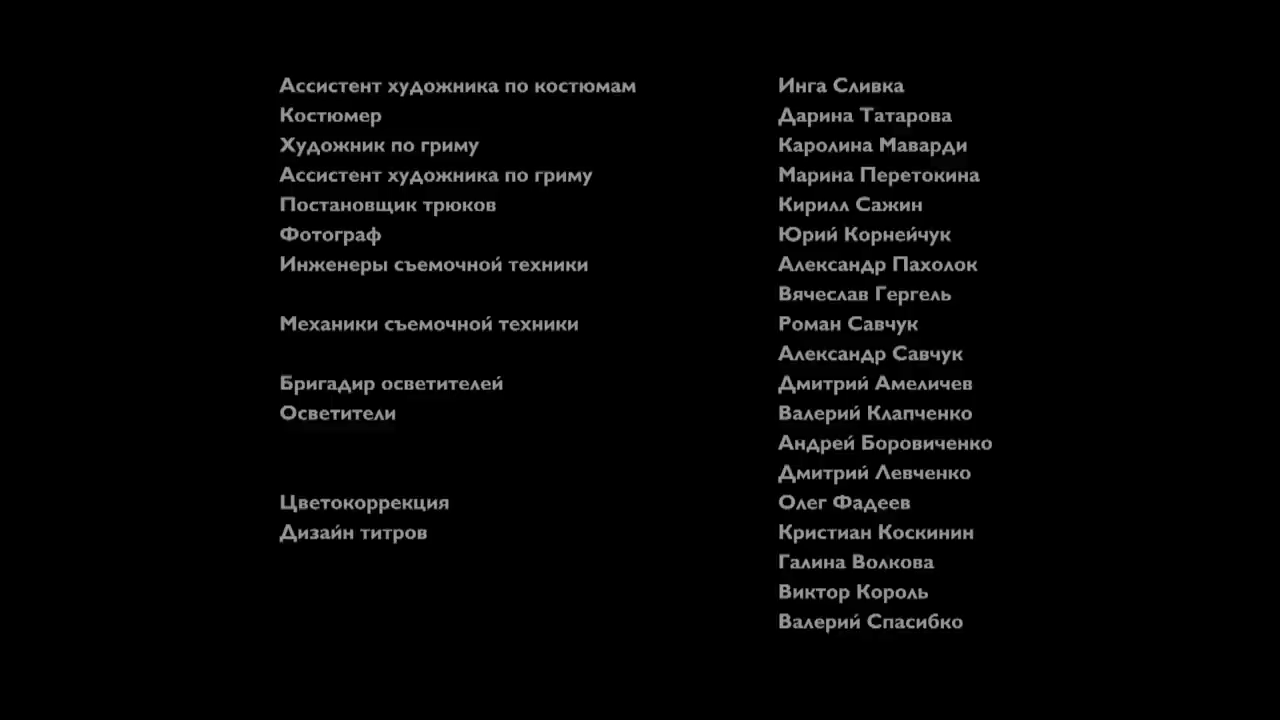 Ассистент художника по костюмам Инга Сливка
Костюмер Дарина Татарова
Художник по гриму Каролина Маварди
Ассистент художника по гриму Марина Перетокина
Постановщик трюков Кирилл Сажин
Фотограф Юрий Корнейчук
Инженеры съемочной техники Александр Пахолок
Вячеслав Гергель
Механики съемочной техники Роман Савчук
Александр Савчук
Бригадир осветителей Дмитрий Амеличев
Осветители Валерий Клапченко
Андрей Боровиченко
Дмитрий Левченко
Цветокоррекция Олег Фадеев
Дизайн титров Кристиан Коскинин
Галина Волкова
Виктор Король
Валерий Спасибко